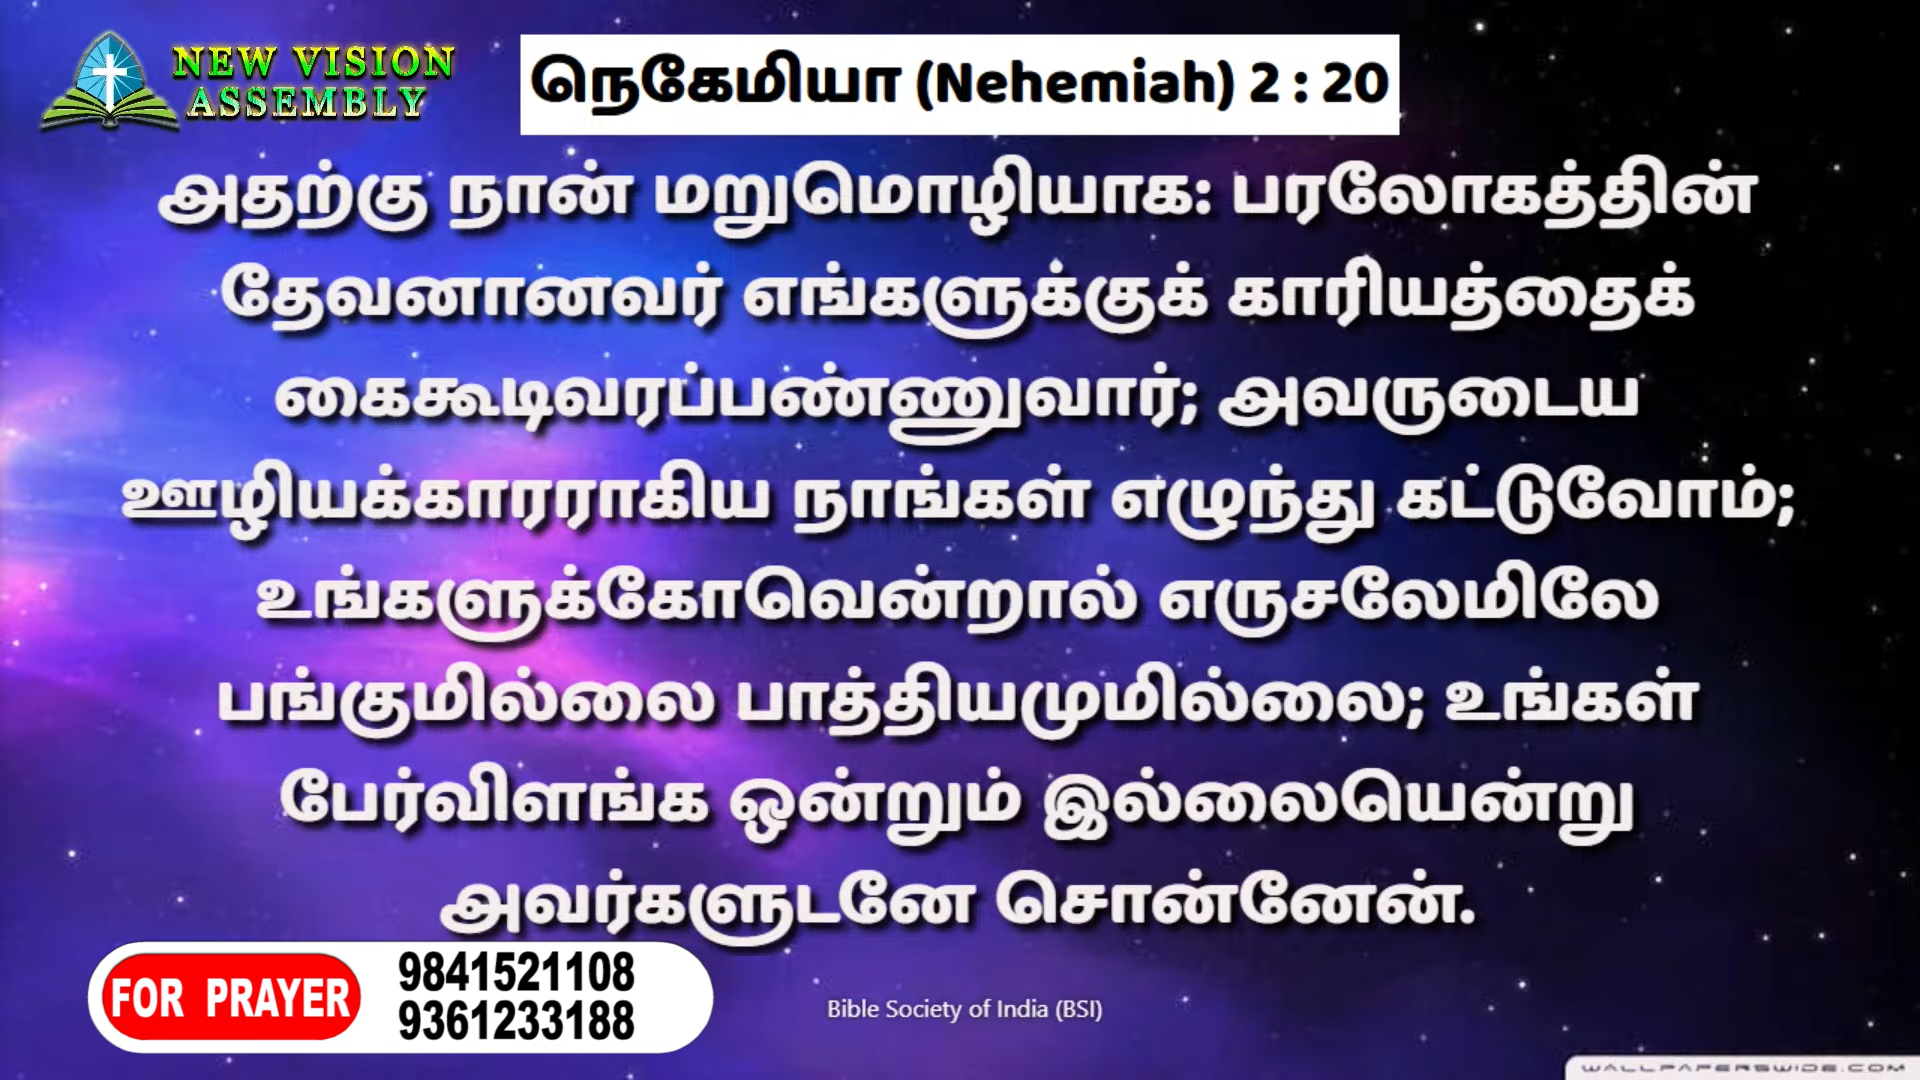 NEW VISION
ASSEMBLY
நெகேமியா (Nehemiah) 2 : 20
அதற்கு நான் மறுமொழியாக: பரலோகத்தின்
தேவனானவர் எங்களுக்குக் காரியத்தைக்
கைகூடிவரப்பண்ணுவார்; அவருடைய
ஊழியக்காரராகிய நாங்கள் எழுந்து கட்டுவோம்;
உங்களுக்கோவென்றால் எருசலேமிலே
பங்குமில்லை பாத்தியமுமில்லை; உங்கள்
பேர்விளங்க ஒன்றும் இல்லையென்று
அவர்களுடனே சொன்னேன்.
FOR PRAYER
9841521108
9361233188
Bible Society of India (BSI)
WALLPAPERSWIDE.COM